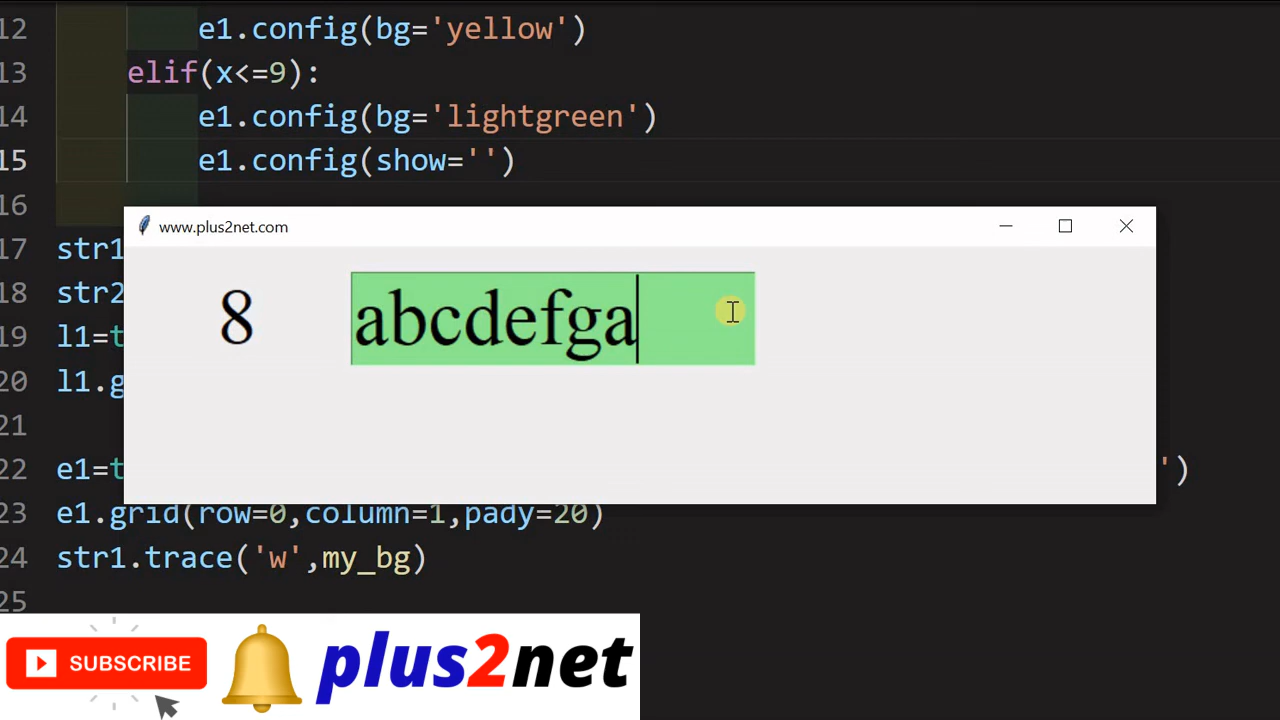 12 e1.config(bg='yellow')
13 elif(x<=9):
14 e1.config(bg='lightgreen')
15 e1.config(show='')
16
www.plus2net.com
17 str1
8 abcdefga
18 str2
19 l1=t
20 l1.g
21
22 e1=t ')
23 e1.grid(row=0,column=1,pady=20)
24 str1.trace('w',my_bg)
25
SUBSCRIBE
plus2net